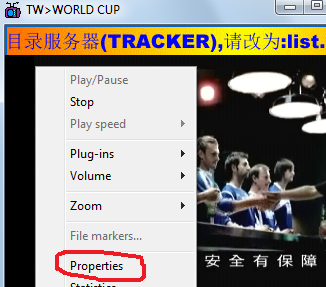 TW>WORLD CUP
目录服务器(TRACKER),请改为:list.
Play/Pause
Stop
Play speed
Plug-ins
Volume
Zoom
File markers...
Properties
安全有保障
Statistics